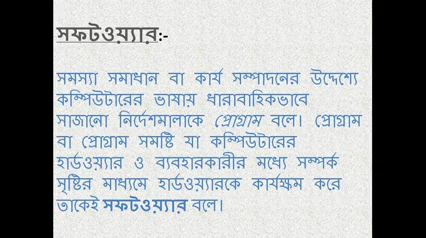 সফটওয়্যার:-
সমস্যা সমাধান বা কার্য সম্পাদনের উদ্দেশ্যে
কম্পিউটারের ভাষায় ধারাবাহিকভাবে
সাজানো নির্দেশমালাকে প্রোগ্রাম বলে। প্রোগ্রাম
বা প্রোগ্রাম সমষ্টি যা কম্পিউটারের
হার্ডওয়্যার ও ব্যবহারকারীর মধ্যে সম্পর্ক
সৃষ্টির মাধ্যমে হার্ডওয়্যারকে কার্যক্ষম করে
তাকেই সফটওয়্যার বলে।